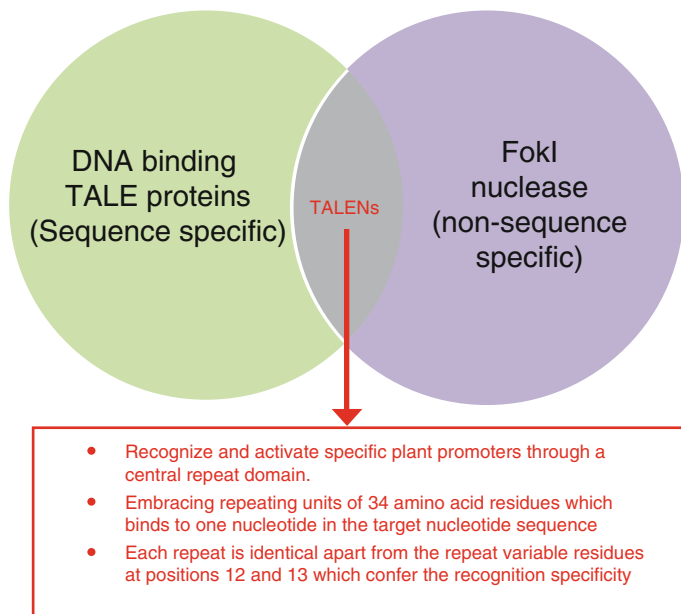 DNA binding
TALE proteins
(Sequence specific)
FokI
nuclease
(non-sequence
specific)
TALENs
• Recognize and activate specific plant promoters through a
central repeat domain.
• Embracing repeating units of 34 amino acid residues which
binds to one nucleotide in the target nucleotide sequence
• Each repeat is identical apart from the repeat variable residues
at positions 12 and 13 which confer the recognition specificity